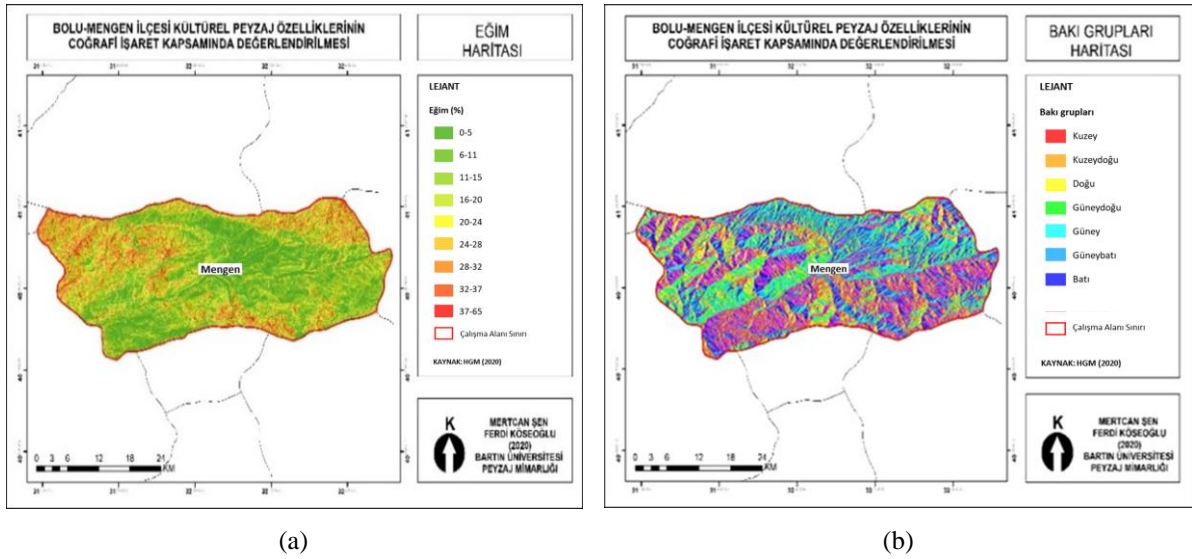 BOLU-MENGEN İLÇESİ KÜLTÜREL PEYZAJ ÖZELLİKLERİNİN
COĞRAFİ İŞARET KAPSAMINDA DEĞERLENDİRİLMESİ
EĞİM
HARİTASI
LEJANT
Eğim (%)
0-5
6-11
11-15
16-20
20-24
24-28
28-32
32-37
37-65
Çalışma Alanı Sınırı
KAYNAK: HGM (2020)
Mengen
0 3 6 12 18 24
KM
K
MERTCAN ŞEN
FERDİ KÖSEOĞLU
(2020)
BARTIN ÜNİVERSİTESİ
PEYZAJ MİMARLIĞI
(a)
BOLU-MENGEN İLÇESİ KÜLTÜREL PEYZAJ ÖZELLİKLERİNİN
COĞRAFİ İŞARET KAPSAMINDA DEĞERLENDİRİLMESİ
BAKI GRUPLARI
HARİTASI
LEJANT
Bakı grupları
Kuzey
Kuzeydoğu
Doğu
Güneydoğu
Güney
Güneybatı
Batı
Çalışma Alanı Sınırı
KAYNAK: HGM (2020)
Mengen
0 3 6 12 18 24
KM
K
MERTCAN ŞEN
FERDİ KÖSEOĞLU
(2020)
BARTIN ÜNİVERSİTESİ
PEYZAJ MİMARLIĞI
(b)